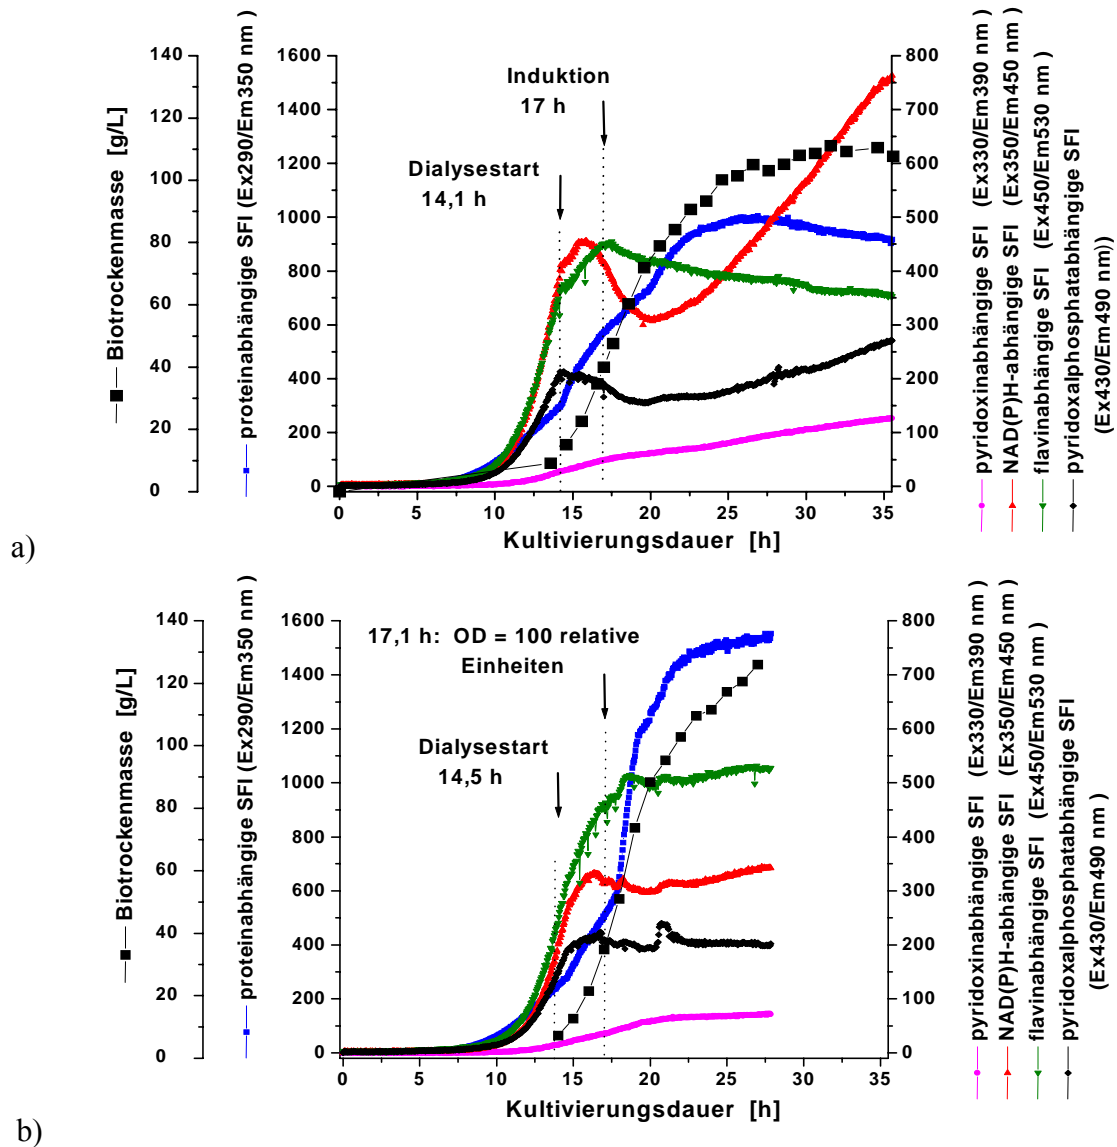 140
120
100
80
60
40
20
0
Biotrockenmasse [g/L]
proteinabhängige SFI (Ex290/Em350 nm )
1600
1400
1200
1000
800
600
400
200
0
Induktion
17 h
Dialysestart
14,1 h
800
700
600
500
400
300
200
100
0
pyridoxinabhängige SFI (Ex330/Em390 nm )
NAD(P)H-abhängige SFI (Ex350/Em450 nm )
flavinabhängige SFI (Ex450/Em530 nm )
pyridoxalphosphatabhängige SFI
(Ex430/Em490 nm))
0 5 10 15 20 25 30 35
Kultivierungsdauer [h]
a)
140
120
100
80
60
40
20
0
Biotrockenmasse [g/L]
proteinabhängige SFI (Ex290/Em350 nm )
1600
1400
1200
1000
800
600
400
200
0
17,1 h: OD = 100 relative
Einheiten
Dialysestart
14,5 h
800
700
600
500
400
300
200
100
0
pyridoxinabhängige SFI (Ex330/Em390 nm )
NAD(P)H-abhängige SFI (Ex350/Em450 nm )
flavinabhängige SFI (Ex450/Em530 nm )
pyridoxalphosphatabhängige SFI
(Ex430/Em490 nm )
0 5 10 15 20 25 30 35
Kultivierungsdauer [h]
b)